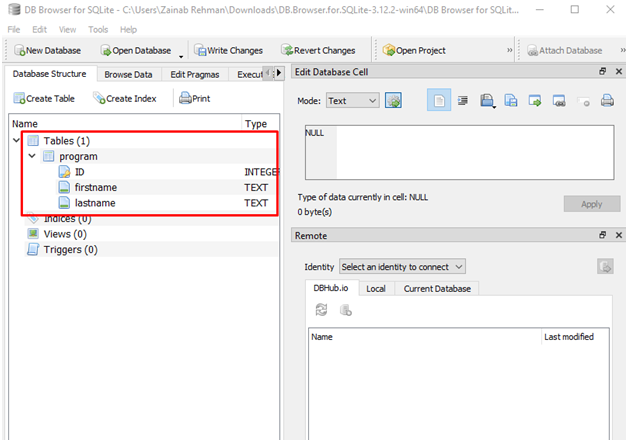 DB Browser for SQLite - C:\Users\Zainab Rehman\Downloads\DB.Browser.for.SQLite-3.12.2-win64\DB Browser for SQLit...
File Edit View Tools Help
New Database Open Database Write Changes Revert Changes Open Project » Attach Database »
Database Structure Browse Data Edit Pragmas Execut
Create Table Create Index Print
Name Type
Tables (1)
program
ID INTEGER
firstname TEXT
lastname TEXT
Indices (0)
Views (0)
Triggers (0)
Edit Database Cell
Mode: Text
NULL
Type of data currently in cell: NULL
0 byte(s)
Apply
Remote
Identity Select an identity to connect
DBHub.io Local Current Database
Name Last modified